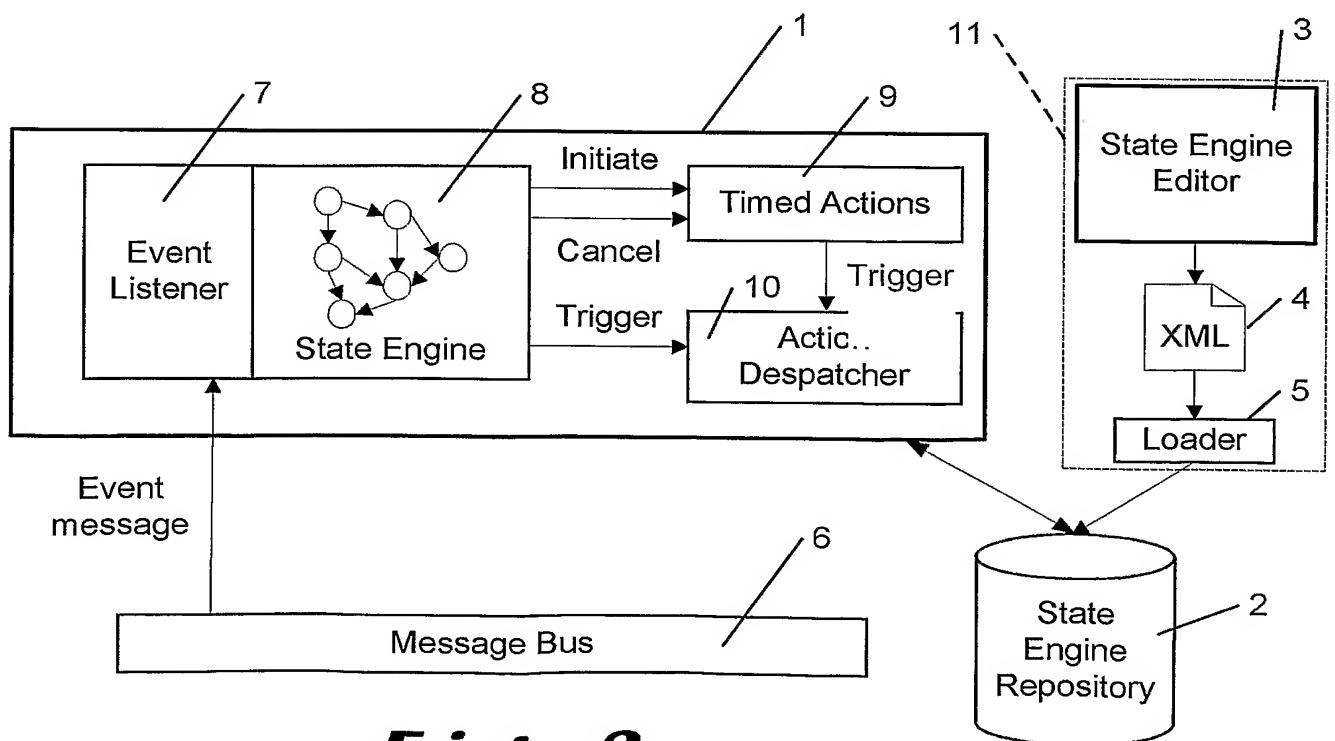 1
11
3
7
8
9
State Engine
Editor
Initiate
Timed Actions
Event
Listener
Cancel
10
Trigger
Trigger
4
XML
State Engine
Despatcher
5
Loader
Event
message
6
Message Bus
2
State
Engine
Repository